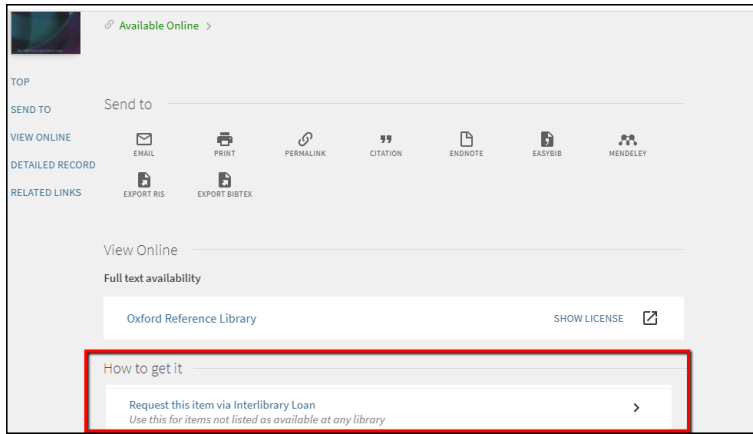 Available Online >
TOP
SEND TO
VIEW ONLINE
DETAILED RECORD
RELATED LINKS
Send to
EMAIL PRINT PERMALINK CITATION ENDNOTE EASYBIB MENDELEY
EXPORT RIS EXPORT BIBTEX
View Online
Full text availability
Oxford Reference Library SHOW LICENSE
How to get it
Request this item via Interlibrary Loan
Use this for items not listed as available at any library